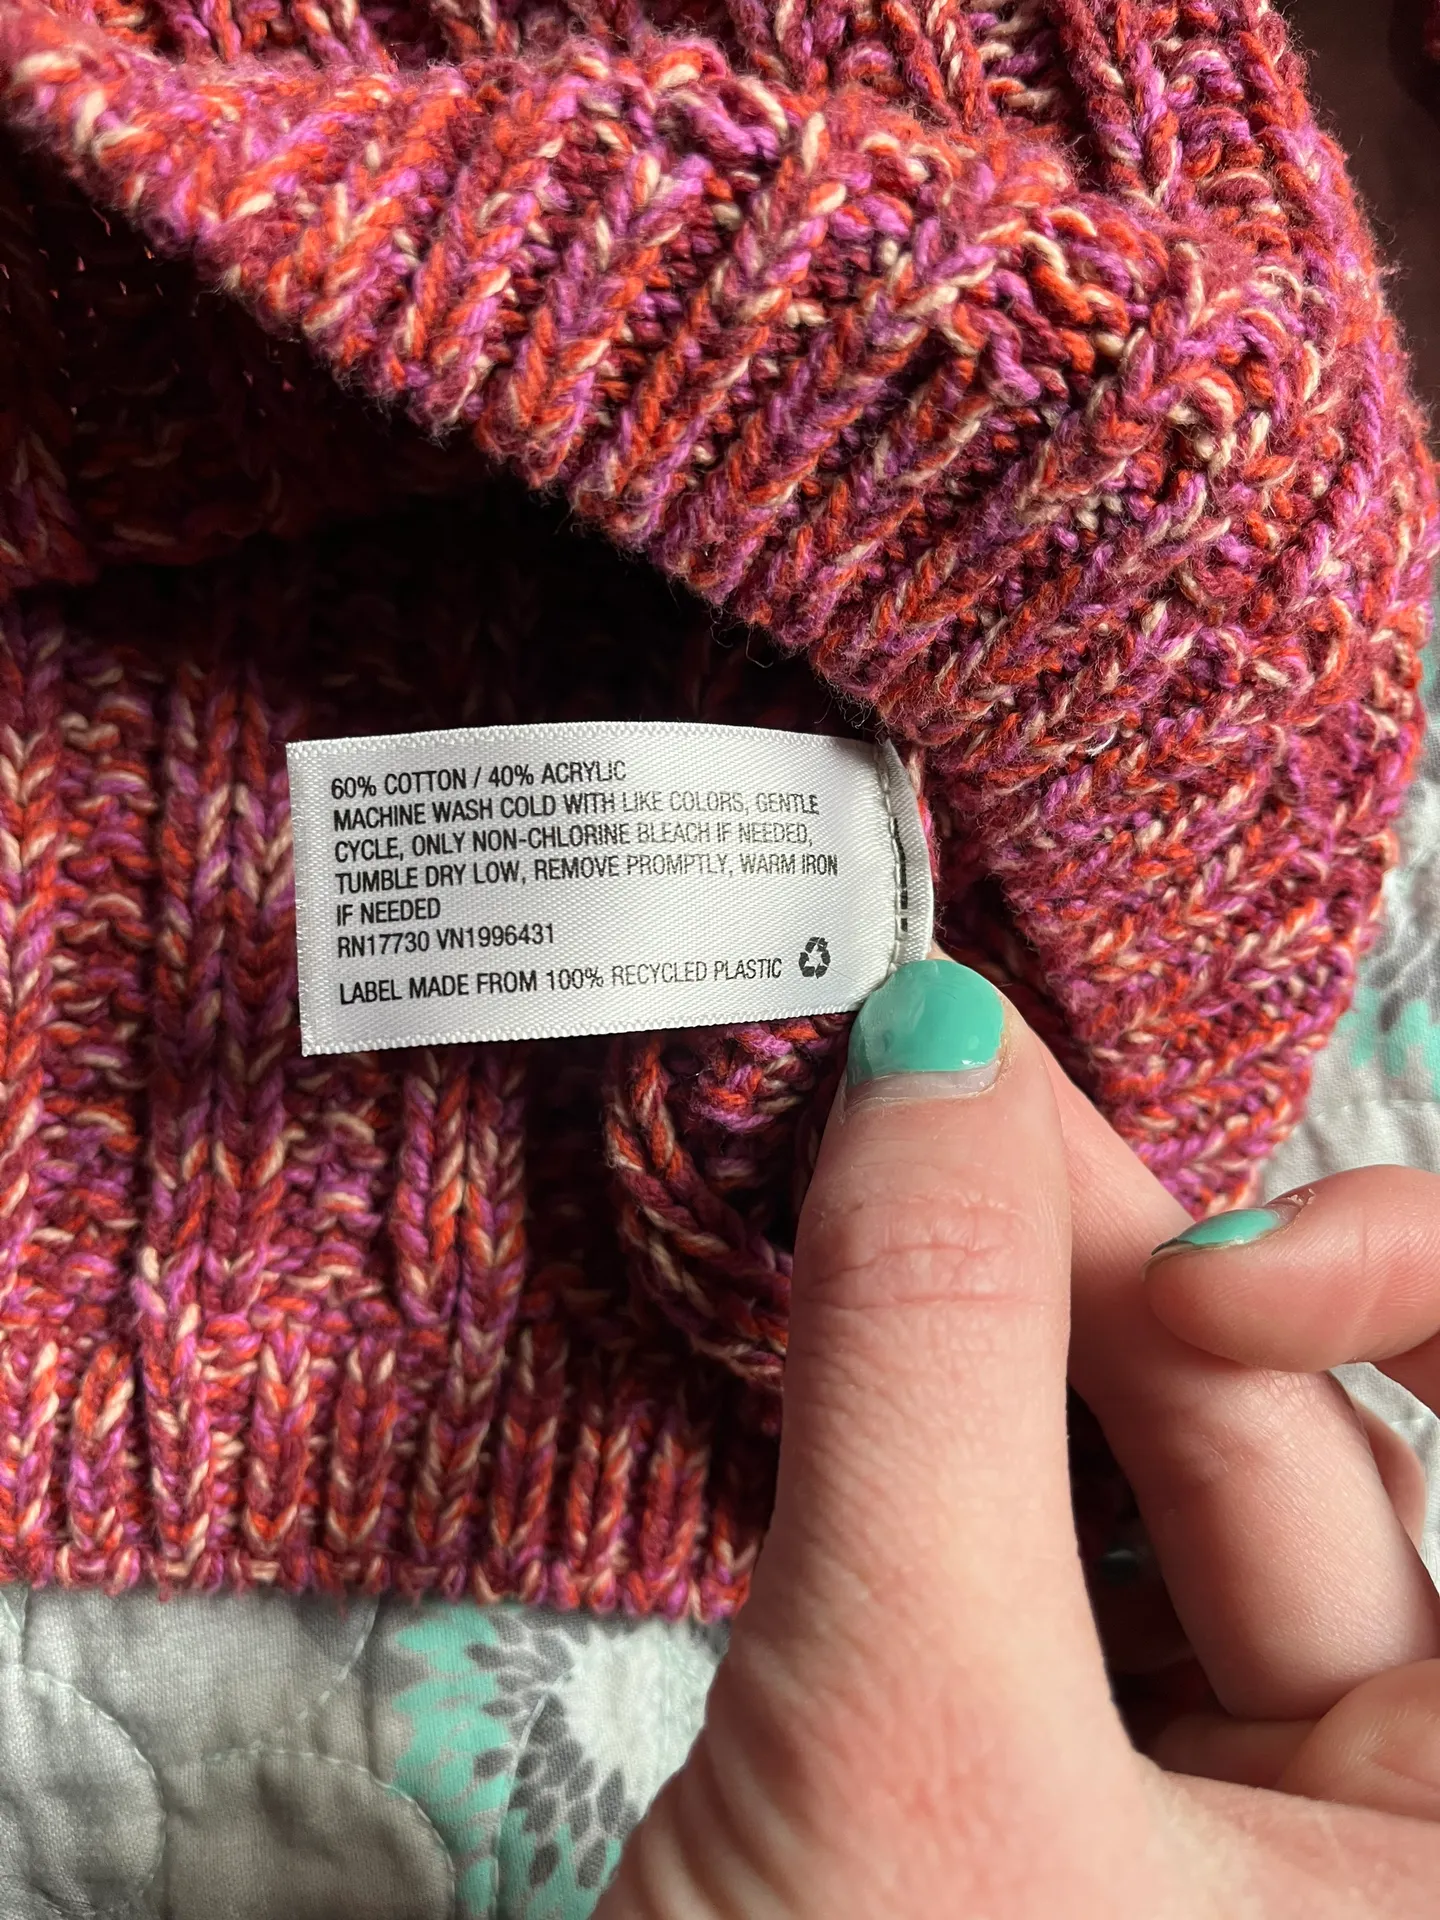 60% COTTON / 40% ACRYLIC
MACHINE WASH COLD WITH LIKE COLORS, GENTLE
CYCLE, ONLY NON-CHLORINE BLEACH IF NEEDED,
TUMBLE DRY LOW, REMOVE PROMPTLY, WARM IRON
IF NEEDED
RN17730 VN1996431
LABEL MADE FROM 100% RECYCLED PLASTIC